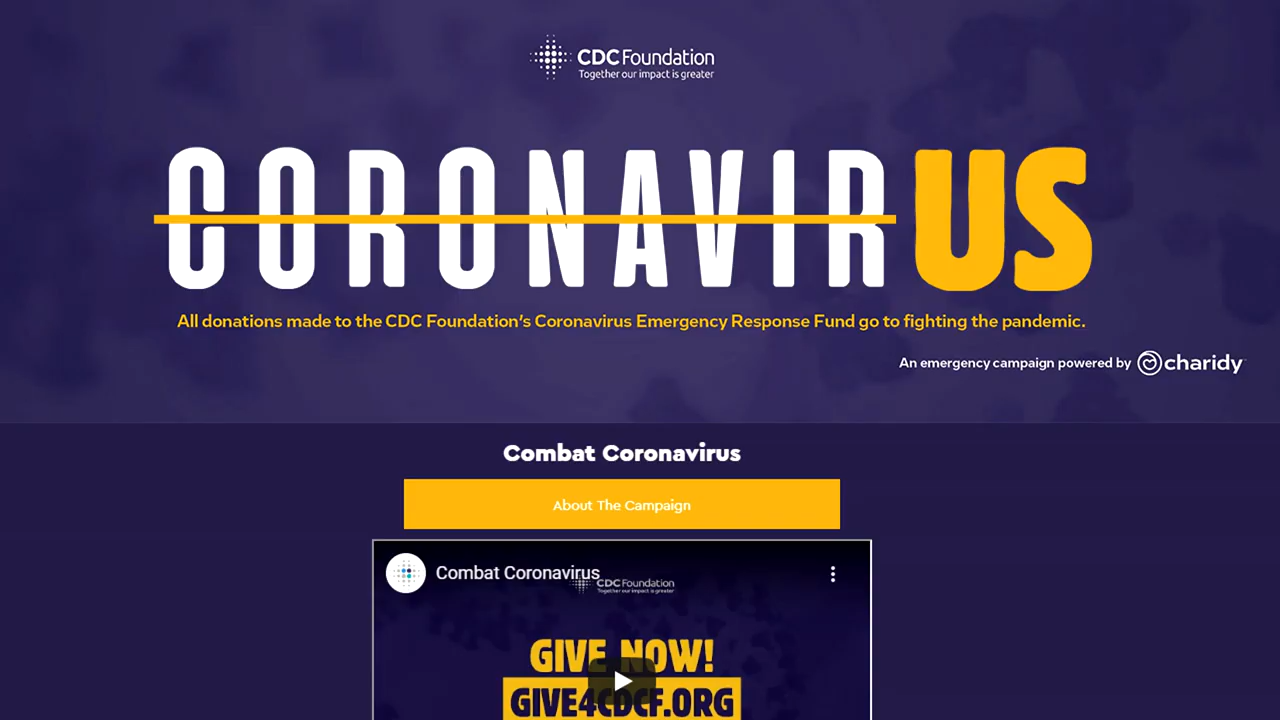 CDC Foundation
Together our impact is greater
CORONAVIRUS
All donations made to the CDC Foundation's Coronavirus Emergency Response Fund go to fighting the pandemic.
An emergency campaign powered by charidy
Combat Coronavirus
About The Campaign
Combat Coronavirus
CDC Foundation
Together our impact is greater
GIVE NOW!
GIVE4CDCF.ORG